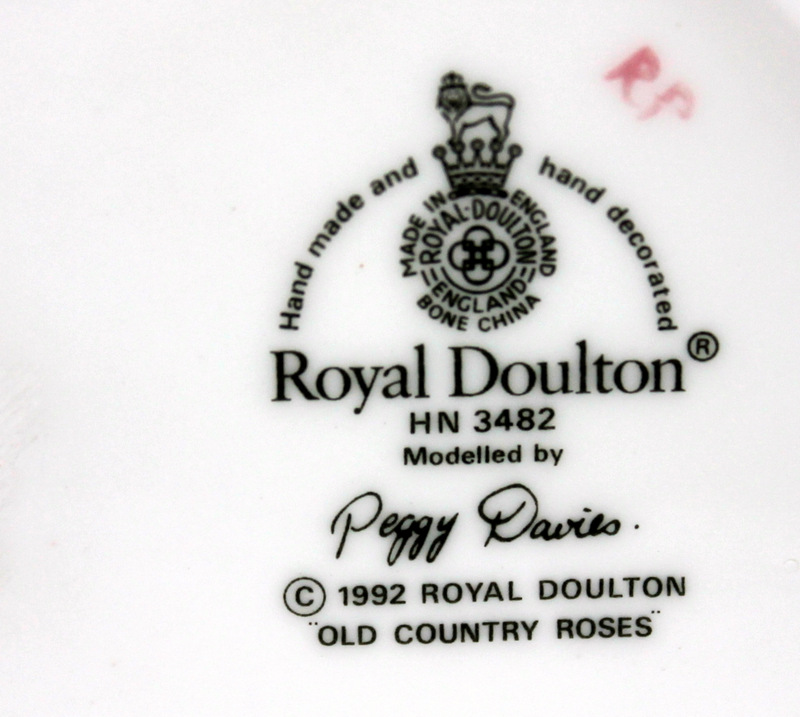 RP
Hand made and hand decorated
MADE IN ENGLAND
ROYAL·DOULTON
ENGLAND
BONE CHINA
Royal Doulton®
HN 3482
Modelled by
Peggy Davies.
© 1992 ROYAL DOULTON
"OLD COUNTRY ROSES"